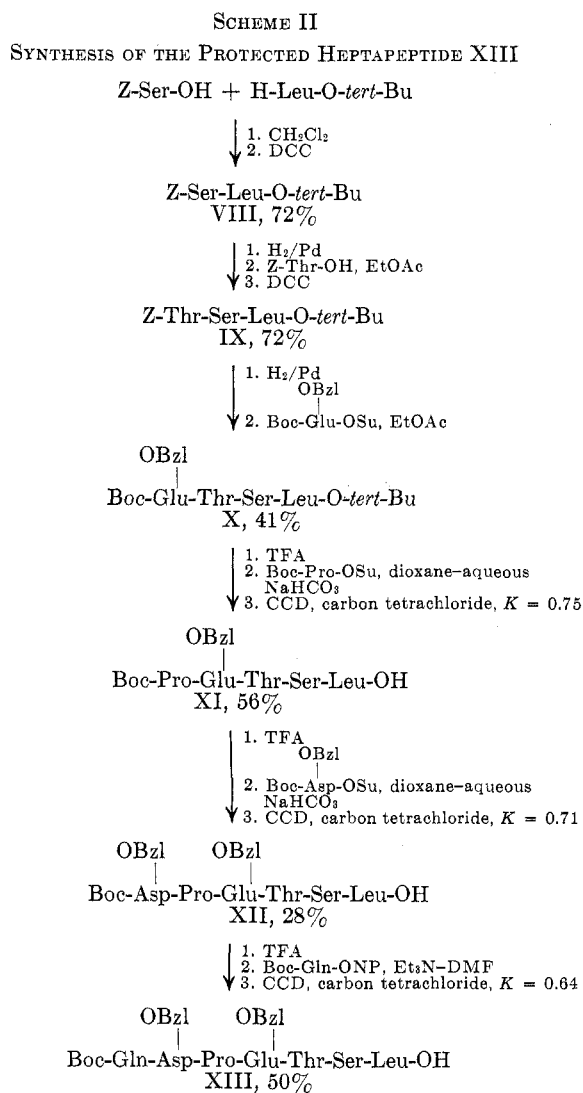 SCHEME II
SYNTHESIS OF THE PROTECTED HEPTAPEPTIDE XIII
Z-Ser-OH + H-Leu-O-tert-Bu
1. CH₂Cl₂
2. DCC
Z-Ser-Leu-O-tert-Bu
VIII, 72%
1. H₂/Pd
2. Z-Thr-OH, EtOAc
3. DCC
Z-Thr-Ser-Leu-O-tert-Bu
IX, 72%
1. H₂/Pd
OBzl
2. Boc-Glu-OSu, EtOAc
OBzl
Boc-Glu-Thr-Ser-Leu-O-tert-Bu
X, 41%
1. TFA
2. Boc-Pro-OSu, dioxane–aqueous
NaHCO₃
3. CCD, carbon tetrachloride, K = 0.75
OBzl
Boc-Pro-Glu-Thr-Ser-Leu-OH
XI, 56%
1. TFA
OBzl
2. Boc-Asp-OSu, dioxane–aqueous
NaHCO₃
3. CCD, carbon tetrachloride, K = 0.71
OBzl OBzl
Boc-Asp-Pro-Glu-Thr-Ser-Leu-OH
XII, 28%
1. TFA
2. Boc-Gln-ONP, Et₃N–DMF
3. CCD, carbon tetrachloride, K = 0.64
OBzl OBzl
Boc-Gln-Asp-Pro-Glu-Thr-Ser-Leu-OH
XIII, 50%